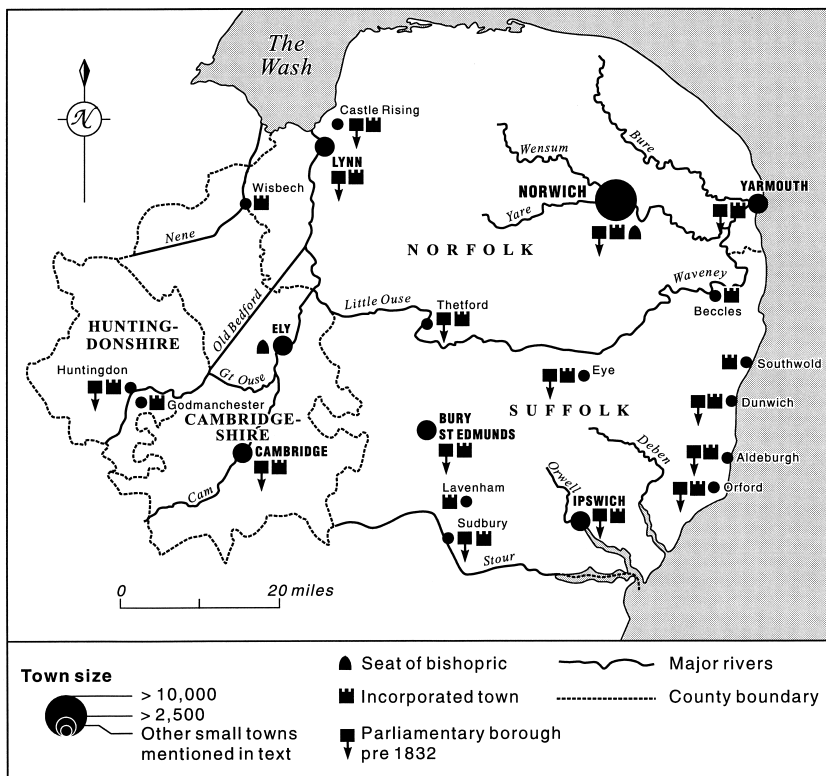 The
Wash
N
Castle Rising
LYNN
Wisbech
Nene
Wensum
Bure
NORWICH
YARMOUTH
Yare
NORFOLK
Waveney
Beccles
Old Bedford
Little Ouse
Thetford
HUNTING-
DONSHIRE
ELY
Gt Ouse
Huntingdon
Godmanchester
CAMBRIDGE-
SHIRE
CAMBRIDGE
Cam
Eye
Southwold
SUFFOLK
Dunwich
BURY
ST EDMUNDS
Deben
Aldeburgh
Orwell
Orford
Lavenham
IPSWICH
Sudbury
Stour
0 20 miles
Town size
> 10,000
> 2,500
Other small towns
mentioned in text
Seat of bishopric
Incorporated town
Parliamentary borough
pre 1832
Major rivers
County boundary